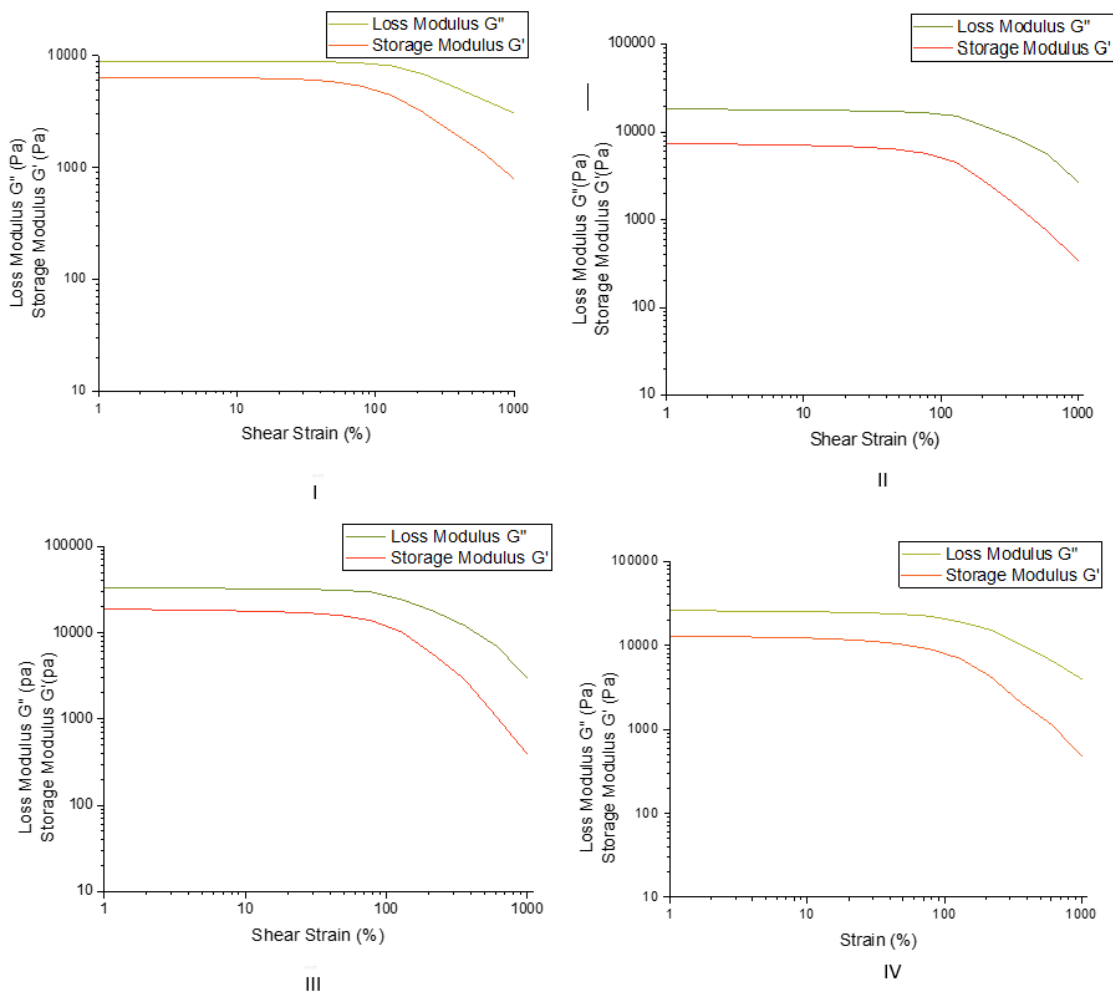 Loss Modulus G"
Storage Modulus G'
10000
1000
100
10
Loss Modulus G" (Pa)
Storage Modulus G' (Pa)
1 10 100 1000
Shear Strain (%)
I
Loss Modulus G"
Storage Modulus G'
100000
10000
1000
100
10
Loss Modulus G"(Pa)
Storage Modulus G'(Pa)
1 10 100 1000
Shear Strain (%)
II
Loss Modulus G"
Storage Modulus G'
100000
10000
1000
100
10
Loss Modulus G" (pa)
Storage Modulus G'(pa)
1 10 100 1000
Shear Strain (%)
III
Loss Modulus G"
Storage Modulus G'
100000
10000
1000
100
10
Loss Modulus G" (Pa)
Storage Modulus G' (Pa)
1 10 100 1000
Strain (%)
IV